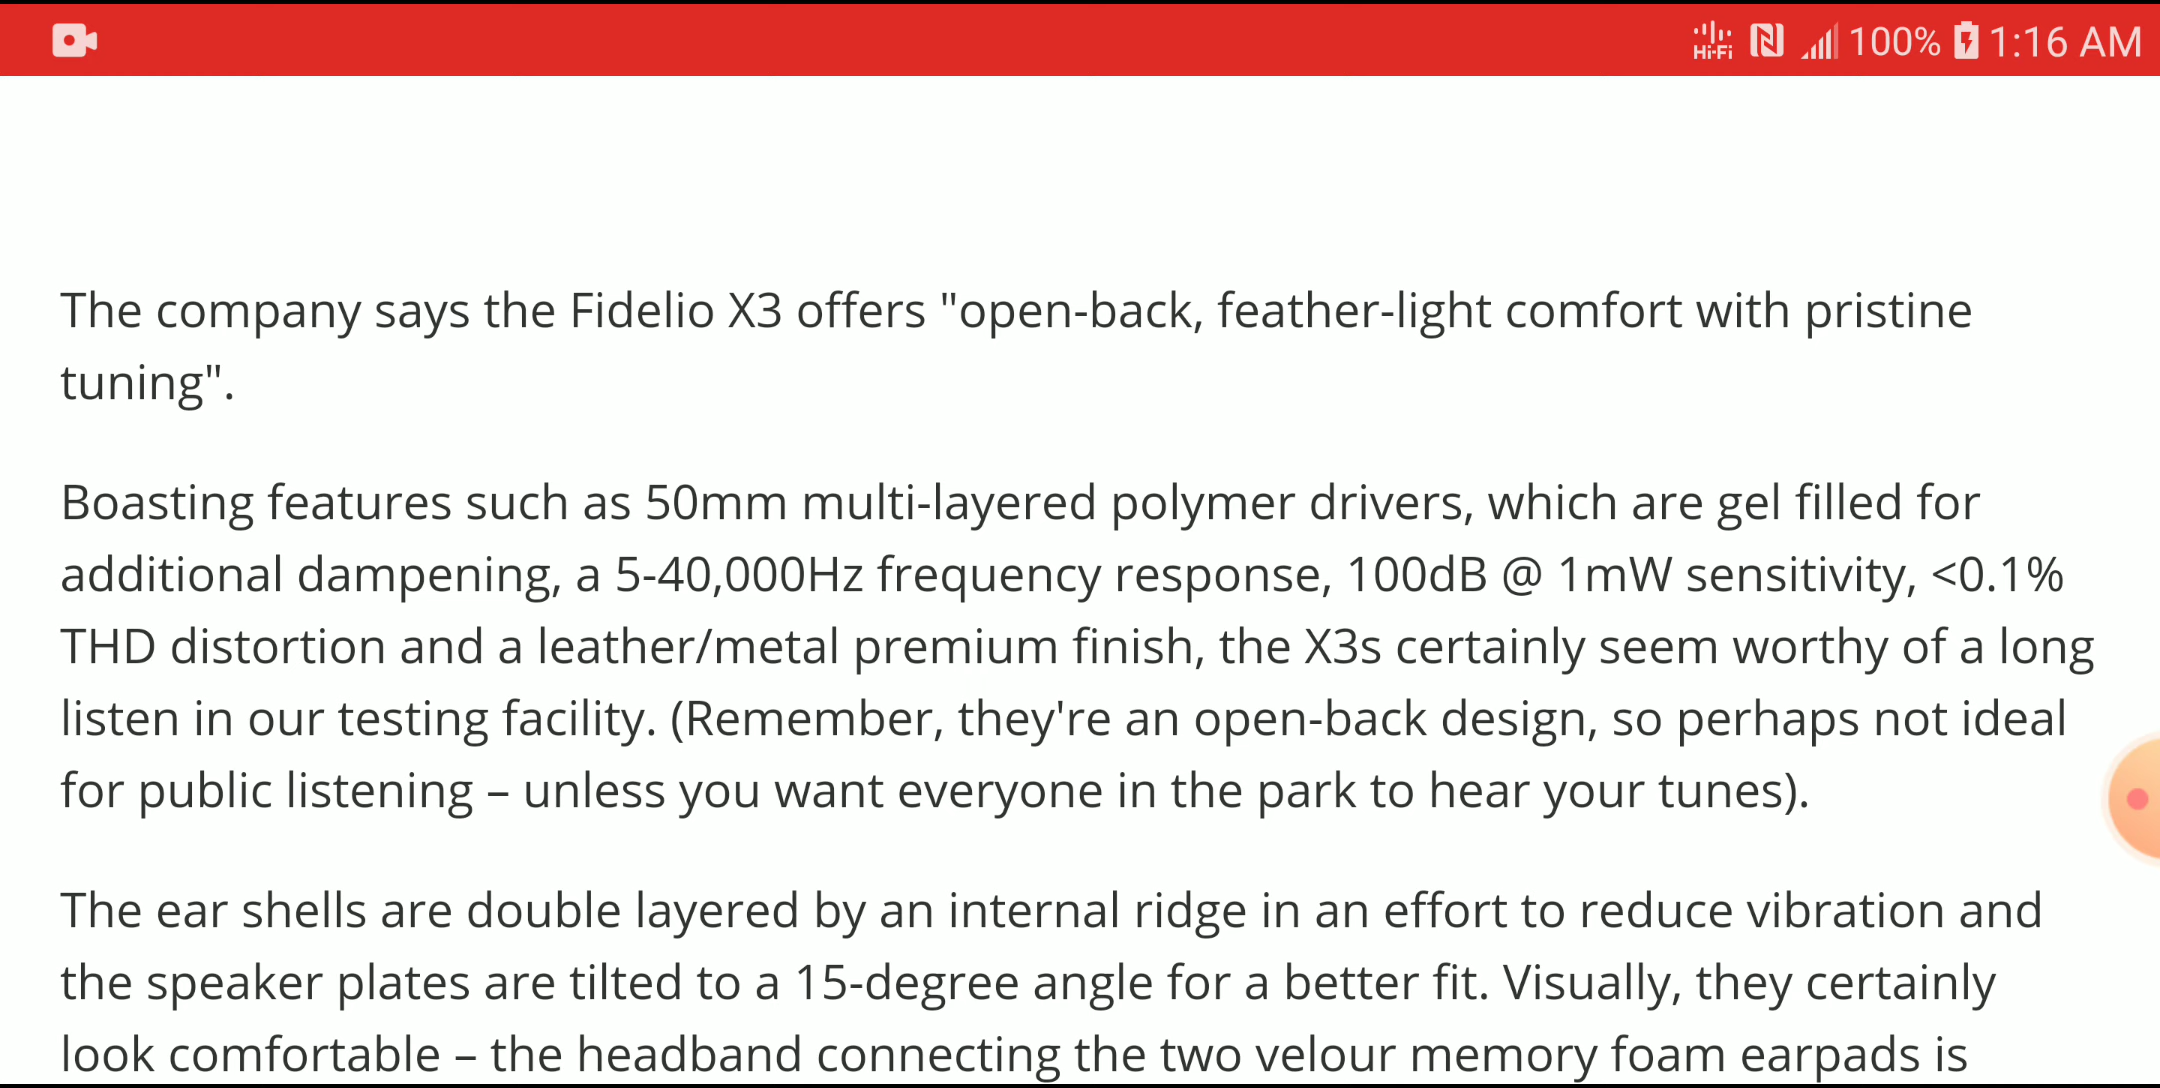 Hi-Fi 100% 1:16 AM
The company says the Fidelio X3 offers "open-back, feather-light comfort with pristine
tuning".
Boasting features such as 50mm multi-layered polymer drivers, which are gel filled for
additional dampening, a 5-40,000Hz frequency response, 100dB @ 1mW sensitivity, <0.1%
THD distortion and a leather/metal premium finish, the X3s certainly seem worthy of a long
listen in our testing facility. (Remember, they're an open-back design, so perhaps not ideal
for public listening – unless you want everyone in the park to hear your tunes).
The ear shells are double layered by an internal ridge in an effort to reduce vibration and
the speaker plates are tilted to a 15-degree angle for a better fit. Visually, they certainly
look comfortable – the headband connecting the two velour memory foam earpads is